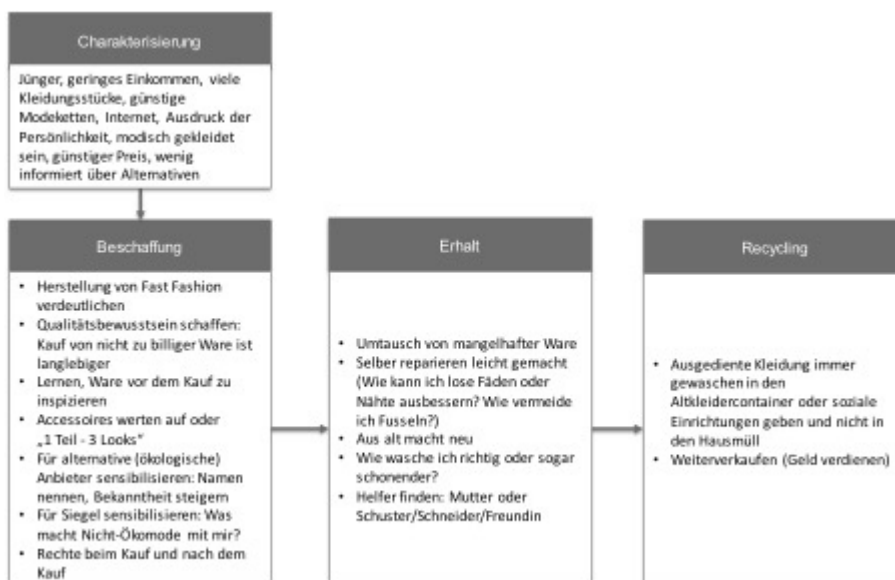 Charakterisierung
Jünger, geringes Einkommen, viele
Kleidungsstücke, günstige
Modeketten, Internet, Ausdruck der
Persönlichkeit, modisch gekleidet
sein, günstiger Preis, wenig
informiert über Alternativen
Beschaffung
• Herstellung von Fast Fashion
verdeutlichen
• Qualitätsbewusstsein schaffen:
Kauf von nicht zu billiger Ware ist
langlebiger
• Lernen, Ware vor dem Kauf zu
inspizieren
• Accessoires werten auf oder
„1 Teil - 3 Looks“
• Für alternative (ökologische)
Anbieter sensibilisieren: Namen
nennen, Bekanntheit steigern
• Für Siegel sensibilisieren: Was
macht Nicht-Ökomode mit mir?
• Rechte beim Kauf und nach dem
Kauf
Erhalt
• Umtausch von mangelhafter Ware
• Selber reparieren leicht gemacht
(Wie kann ich lose Fäden oder
Nähte ausbessern? Wie vermeide
ich Fusseln?)
• Aus alt macht neu
• Wie wasche ich richtig oder sogar
schonender?
• Helfer finden: Mutter oder
Schuster/Schneider/Freundin
Recycling
• Ausgediente Kleidung immer
gewaschen in den
Altkleidercontainer oder soziale
Einrichtungen geben und nicht in
den Hausmüll
• Weiterverkaufen (Geld verdienen)